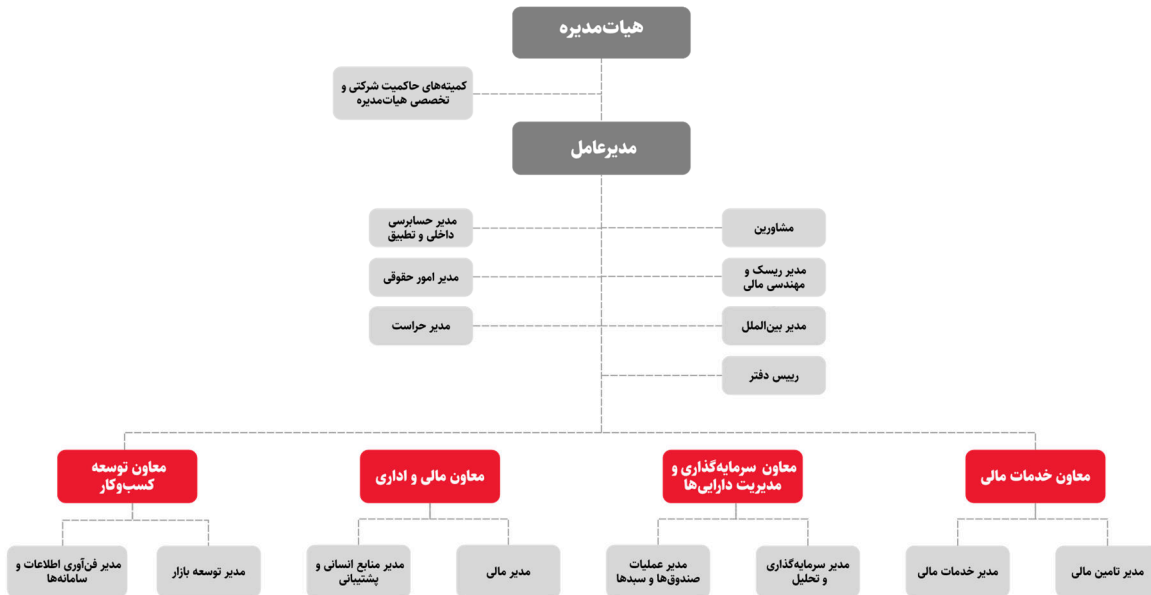 هیات‌مدیره
کمیته‌های حاکمیت شرکتی و
تخصصی هیات‌مدیره
مدیرعامل
مشاورین
مدیر حسابرسی
داخلی و تطبیق
مدیر ریسک و
مهندسی مالی
مدیر امور حقوقی
مدیر بین‌الملل
مدیر حراست
رییس دفتر
معاون خدمات مالی
معاون سرمایه‌گذاری و
مدیریت دارایی‌ها
معاون مالی و اداری
معاون توسعه
کسب‌وکار
مدیر تامین مالی
مدیر خدمات مالی
مدیر سرمایه‌گذاری
و تحلیل
مدیر عملیات
صندوق‌ها و سبدها
مدیر مالی
مدیر منابع انسانی و
پشتیبانی
مدیر توسعه بازار
مدیر فن‌آوری اطلاعات و
سامانه‌ها